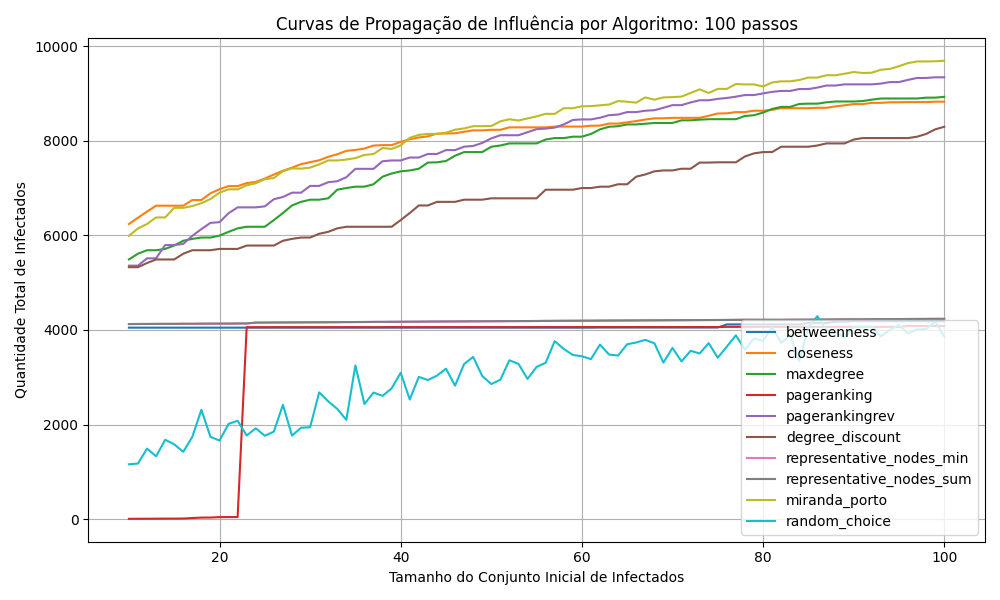 Curvas de Propagação de Influência por Algoritmo: 100 passos
Quantidade Total de Infectados
10000
8000
6000
4000
2000
0
20
40
60
80
100
Tamanho do Conjunto Inicial de Infectados
betweenness
closeness
maxdegree
pageranking
pagerankingrev
degree_discount
representative_nodes_min
representative_nodes_sum
miranda_porto
random_choice